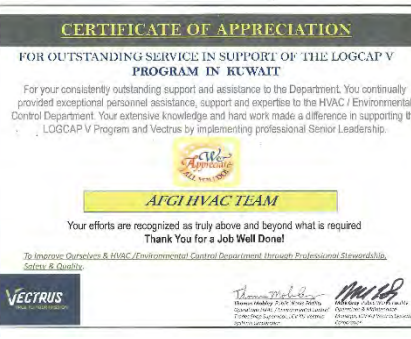 CERTIFICATE OF APPRECIATION
FOR OUTSTANDING SERVICE IN SUPPORT OF THE LOGCAP V
PROGRAM IN KUWAIT
For your consistently outstanding support and assistance to the Department. You continually
provided exceptional personnel assistance, support and expertise to the HVAC / Environmental
Control Department. Your extensive knowledge and hard work made a difference in supporting th
LOGCAP V Program and Vectrus by implementing professional Senior Leadership.
We
Appreciate
ALL YOU DO
AFGI HVAC TEAM
Your efforts are recognized as truly above and beyond what is required
Thank You for a Job Well Done!
To Improve Ourselves & HVAC /Environmental Control Department through Professional Stewardship,
Safety & Quality.
VECTRUS